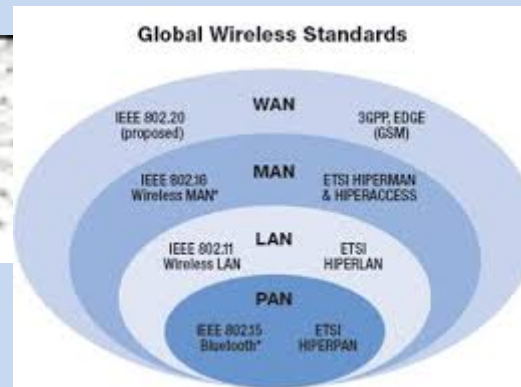 Global Wireless Standards
WAN
IEEE 802.20
(proposed)
3GPP, EDGE
(GSM)
MAN
IEEE 802.16
Wireless MAN*
ETSI HIPERMAN
& HIPERACCESS
LAN
IEEE 802.11
Wireless LAN
ETSI
HIPERLAN
PAN
IEEE 802.15
Bluetooth*
ETSI
HIPERPAN